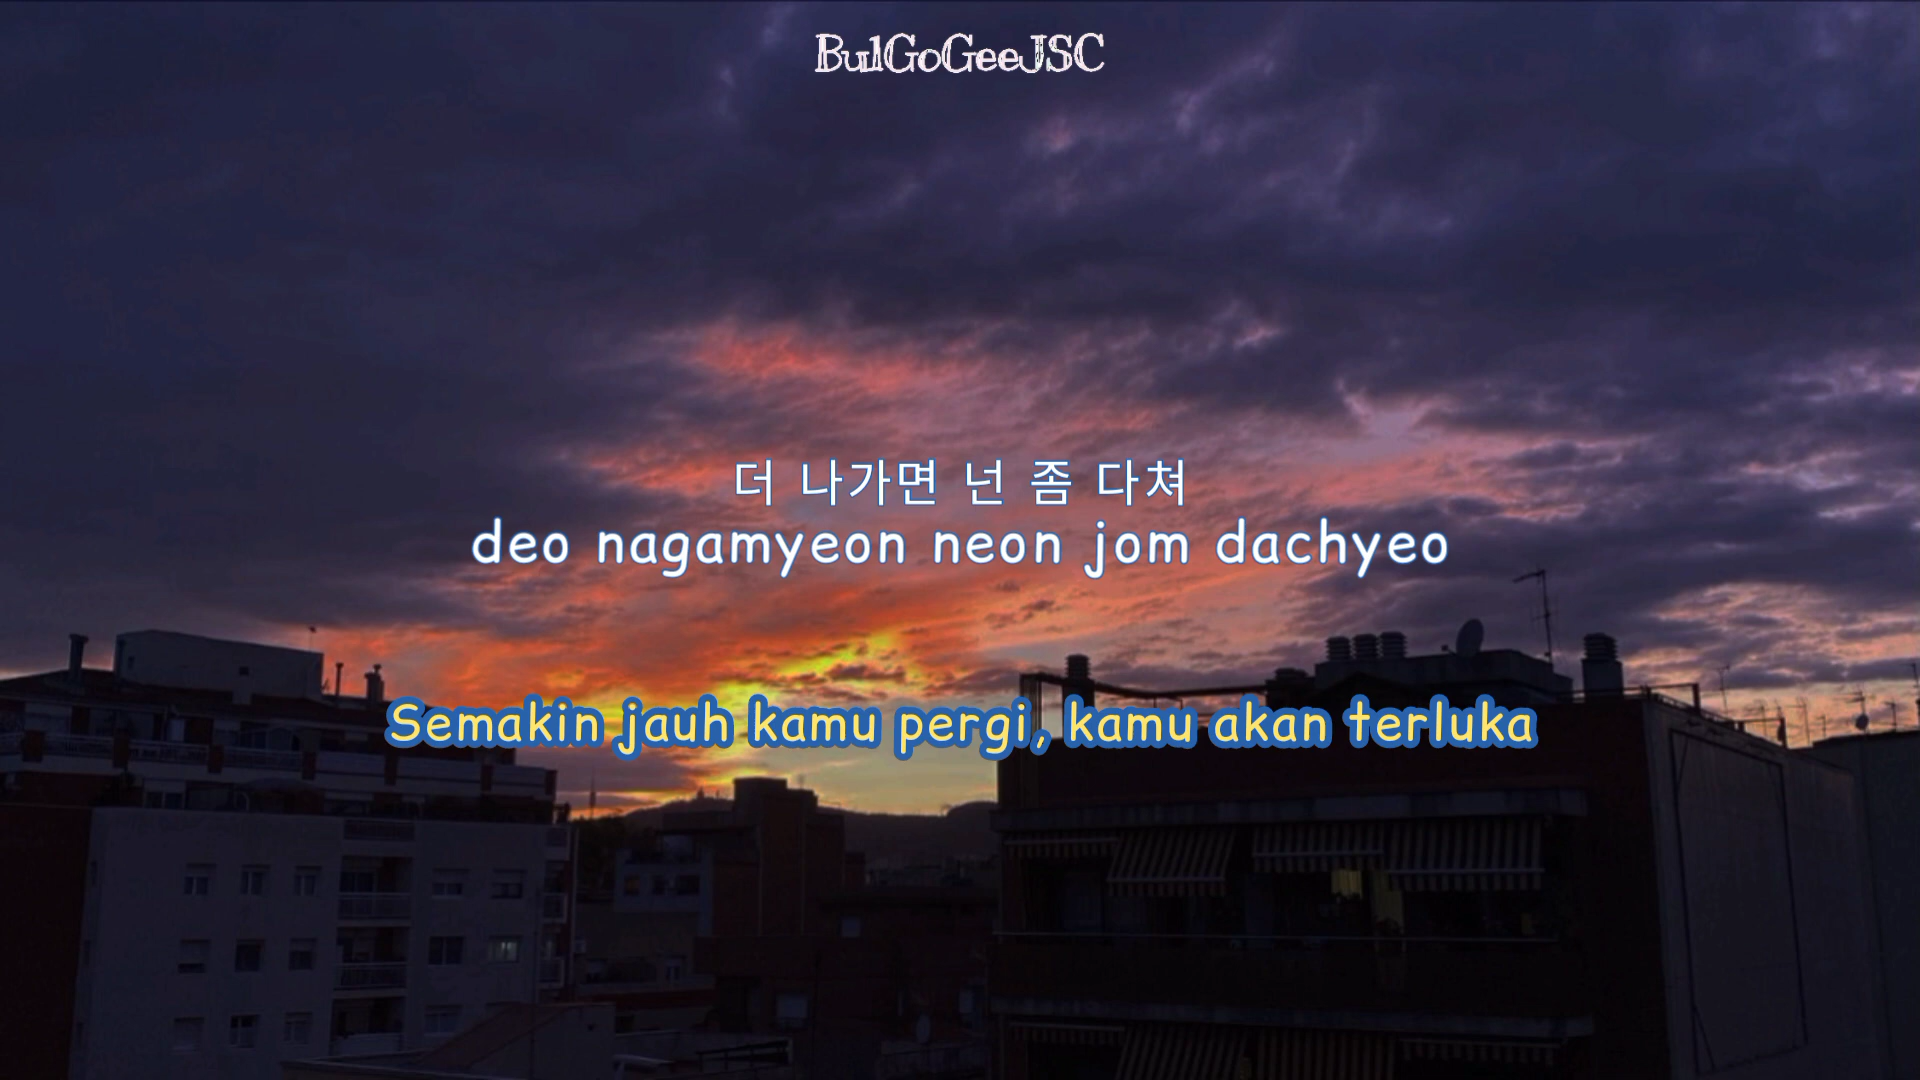 BulGoGeeJSC
더 나가면 넌 좀 다쳐
deo nagamyeon neon jom dachyeo
Semakin jauh kamu pergi, kamu akan terluka